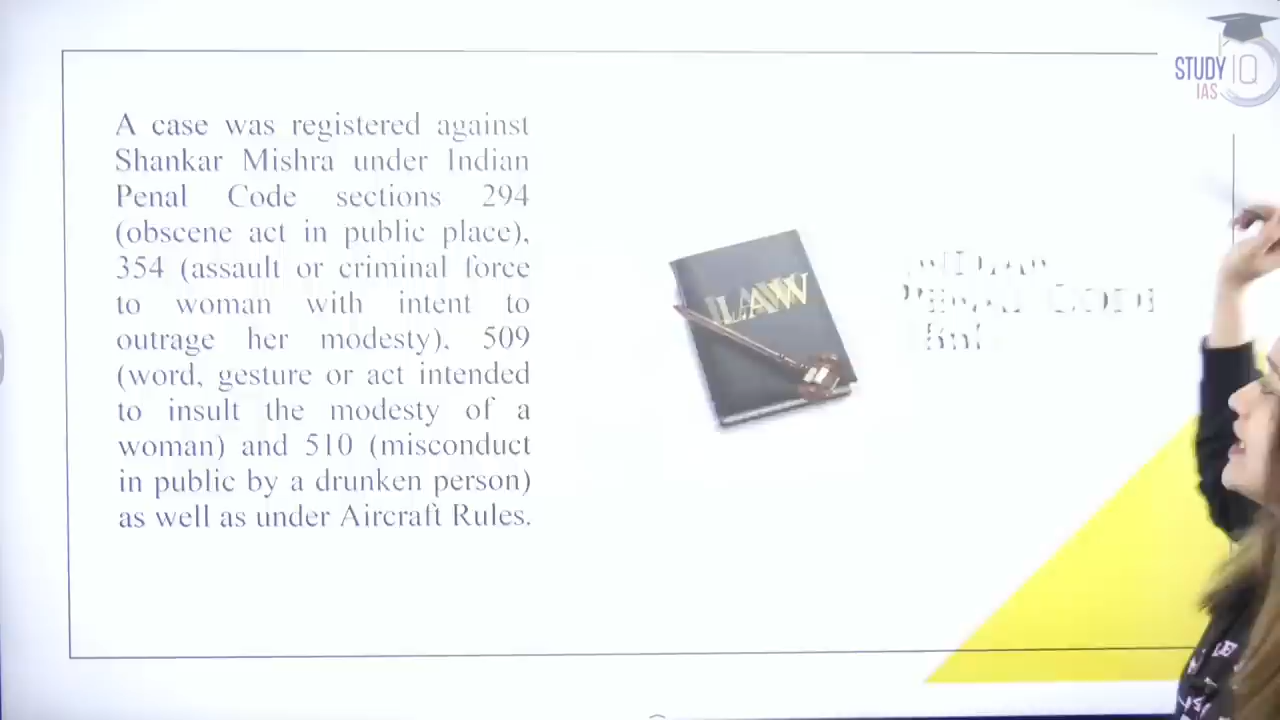 STUDY IQ
IAS
A case was registered against
Shankar Mishra under Indian
Penal Code sections 294
(obscene act in public place),
354 (assault or criminal force
to woman with intent to
outrage her modesty), 509
(word, gesture or act intended
to insult the modesty of a
woman) and 510 (misconduct
in public by a drunken person)
as well as under Aircraft Rules.
LAW
PENAL CODE